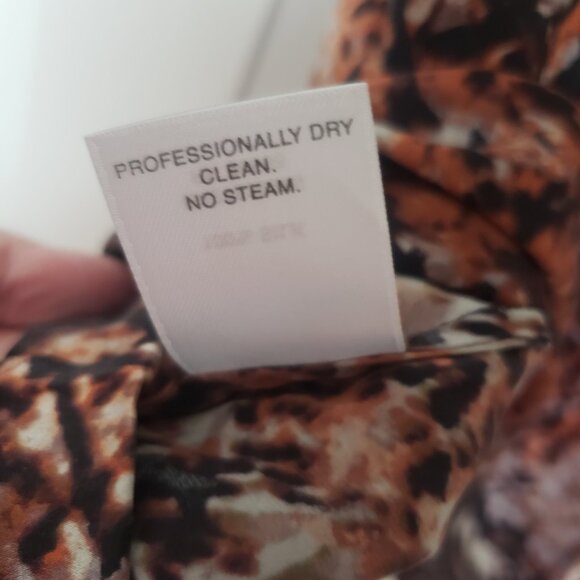 PROFESSIONALLY DRY
CLEAN.
NO STEAM.